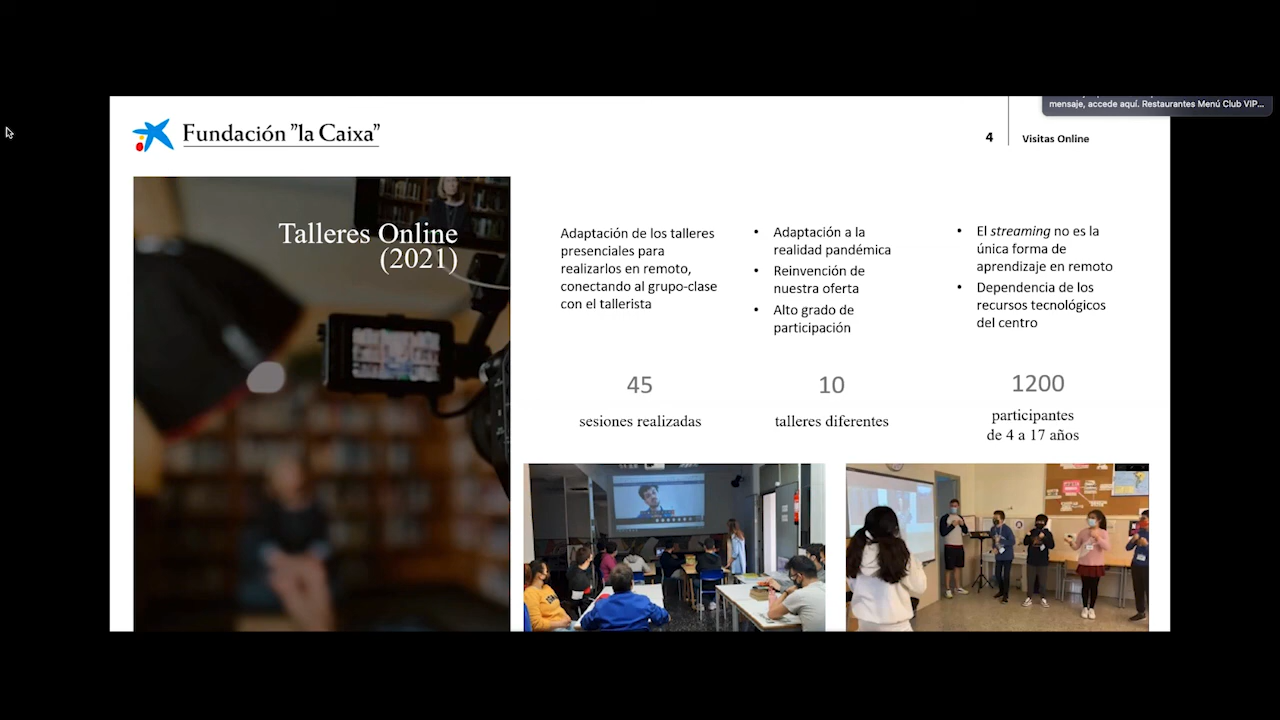 mensaje, accede aquí. Restaurantes Menú Club VIP...
Fundación "la Caixa"
4
Visitas Online
Talleres Online
(2021)
Adaptación de los talleres
presenciales para
realizarlos en remoto,
conectando al grupo-clase
con el tallerista
• Adaptación a la
realidad pandémica
• Reinvención de
nuestra oferta
• Alto grado de
participación
• El streaming no es la
única forma de
aprendizaje en remoto
• Dependencia de los
recursos tecnológicos
del centro
45
sesiones realizadas
10
talleres diferentes
1200
participantes
de 4 a 17 años